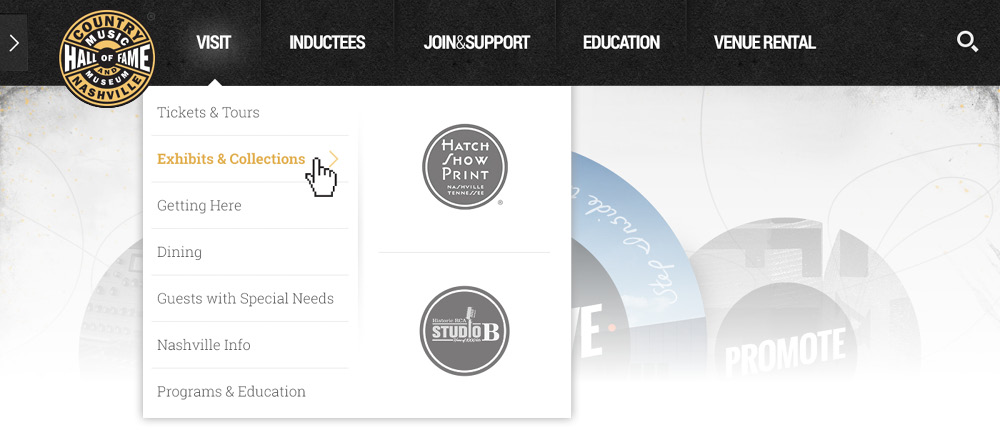 COUNTRY
MUSIC
HALL OF FAME
AND
MUSEUM
NASHVILLE
®
VISIT
INDUCTEES
JOIN&SUPPORT
EDUCATION
VENUE RENTAL
Tickets & Tours
Exhibits & Collections
Getting Here
Dining
Guests with Special Needs
Nashville Info
Programs & Education
HATCH
SHOW
PRINT
NASHVILLE
TENNESSEE
®
Historic RCA
STUDIO B
Step Inside t
VE
PROMOTE